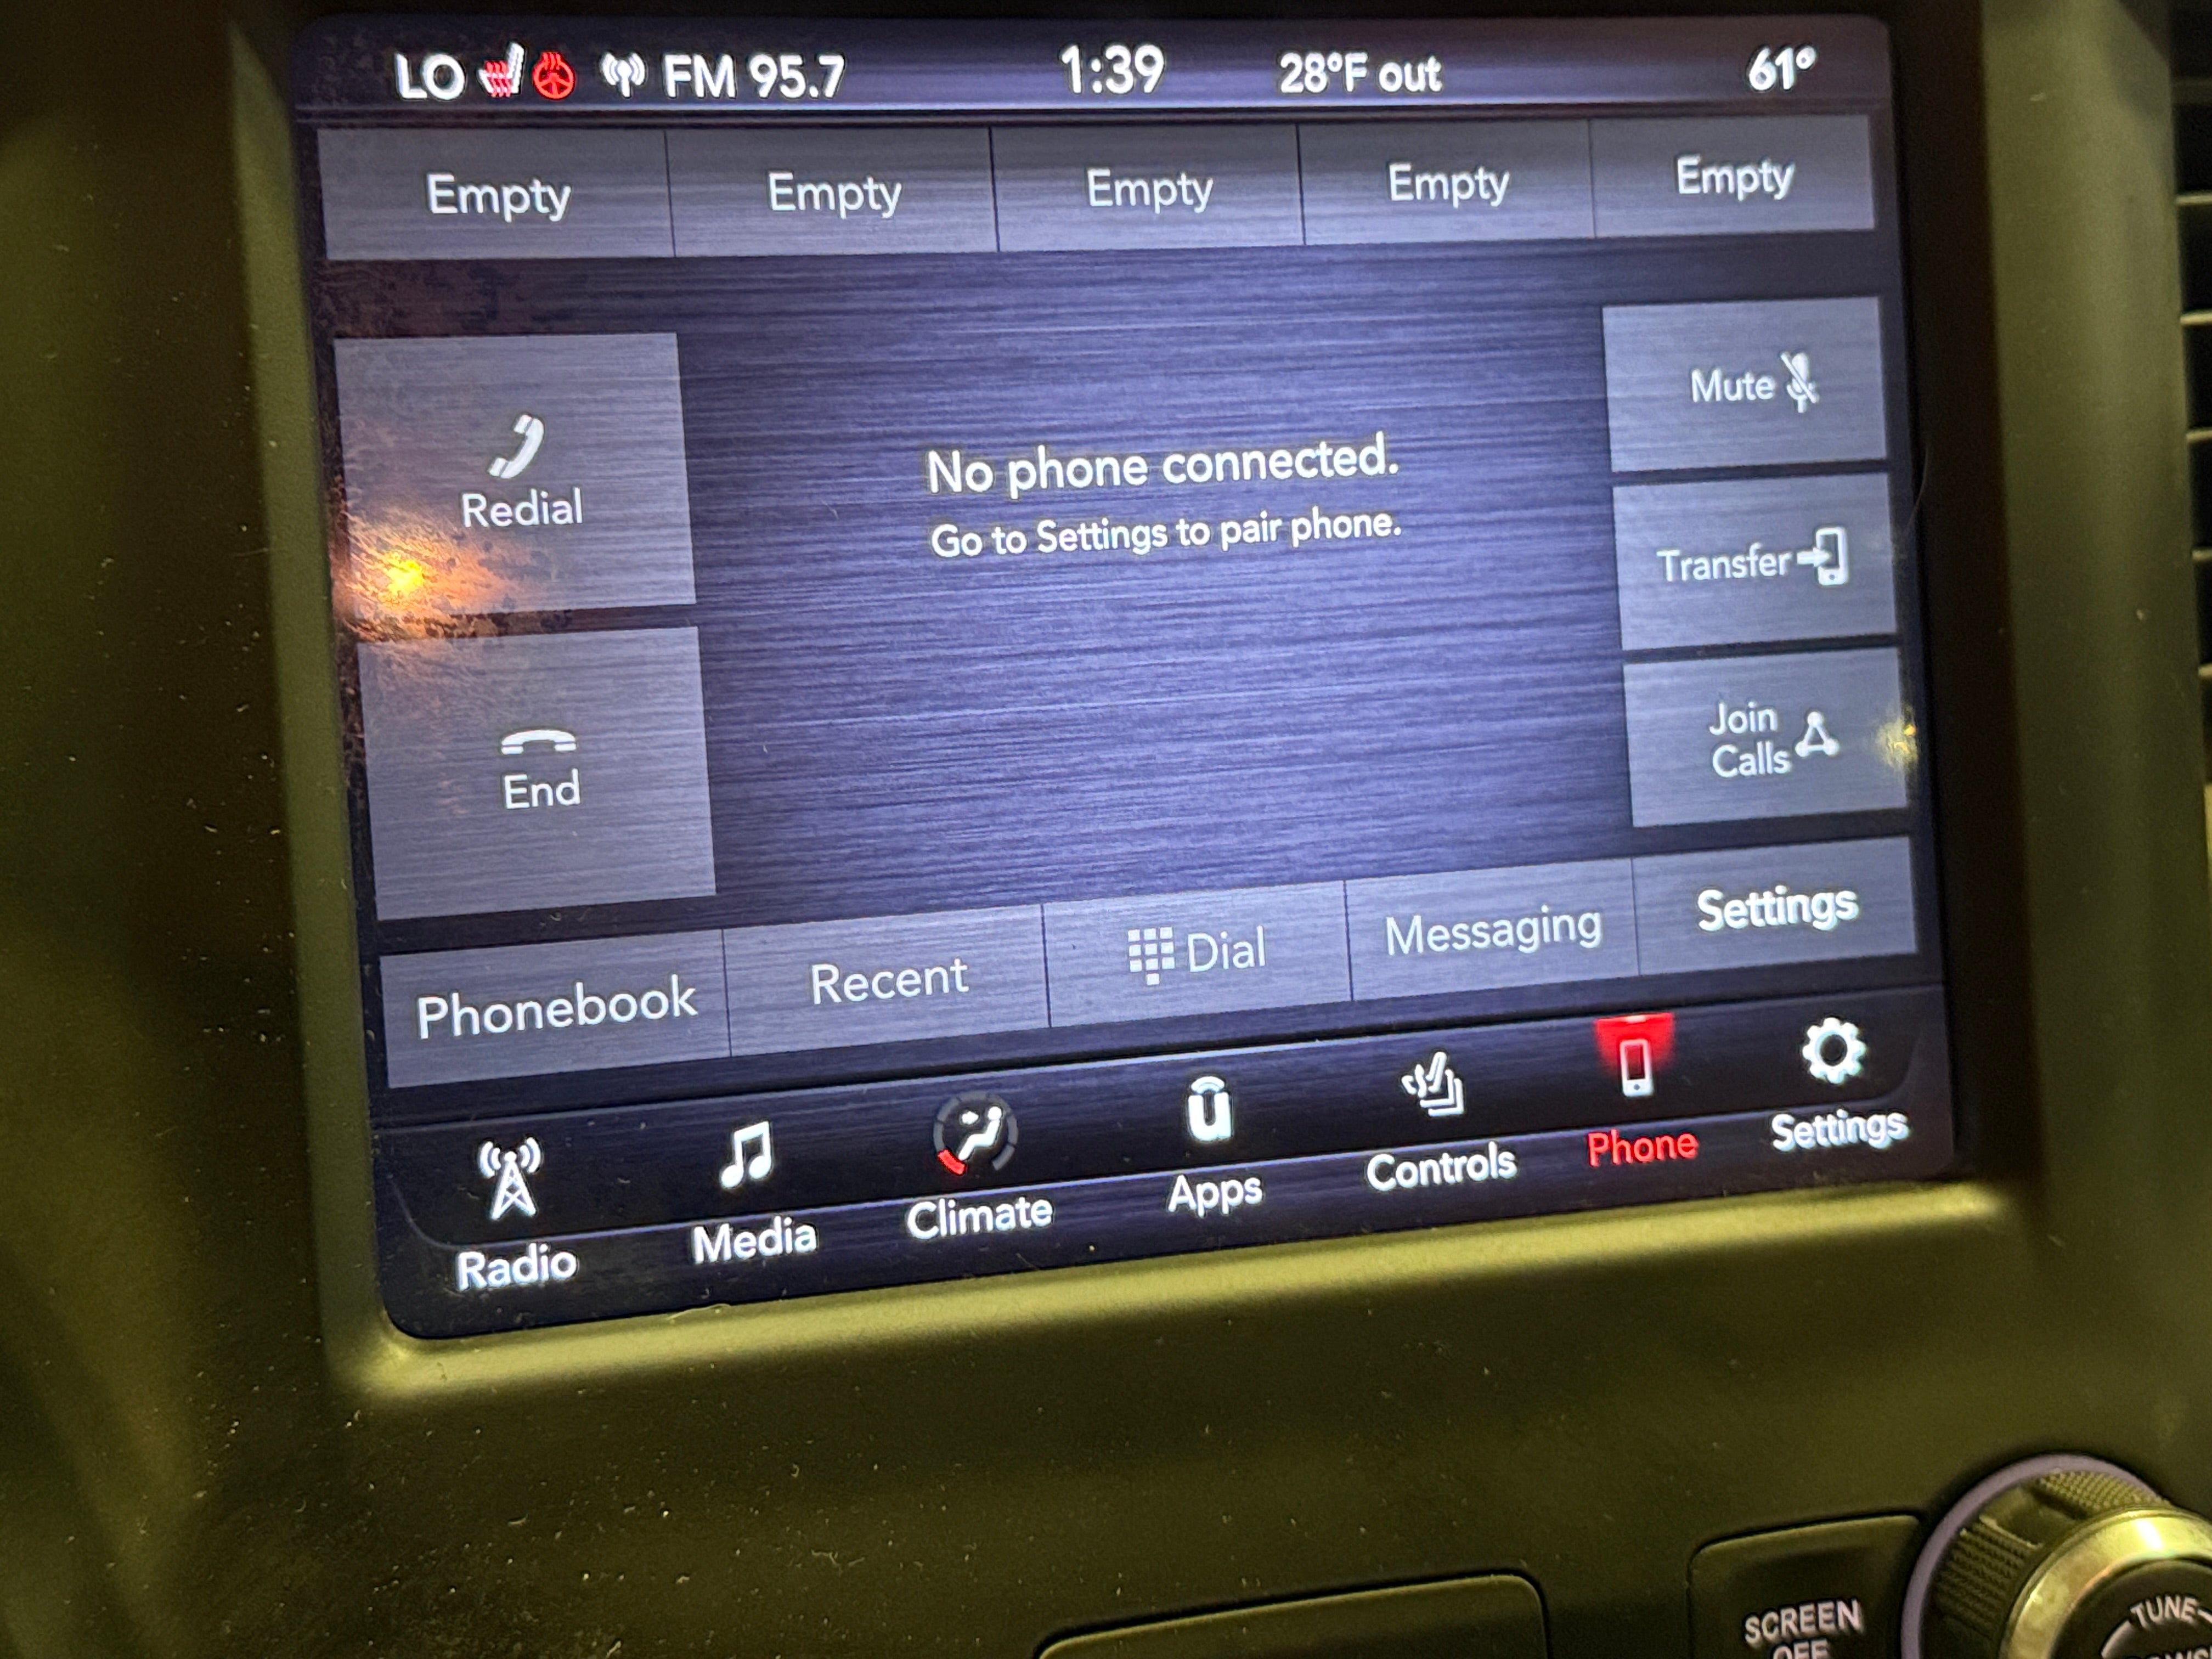 LO FM 95.7 1:39 28°F out 61°
Empty Empty Empty Empty Empty
Mute
Redial
No phone connected.
Go to Settings to pair phone.
Transfer
Join
Calls
End
Phonebook Recent Dial Messaging Settings
Radio Media Climate Apps Controls Phone Settings
SCREEN
OFF
TUNE